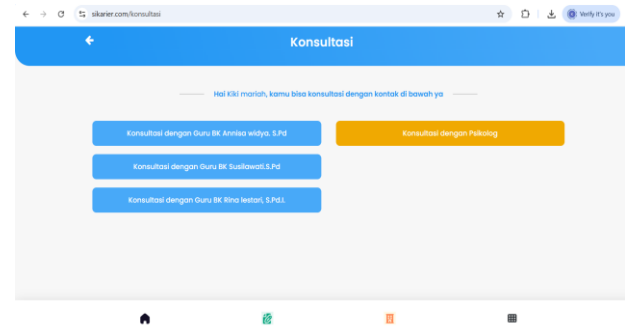 sikarier.com/konsultasi
Verify it's you
Konsultasi
Hai Kiki mariah, kamu bisa konsultasi dengan kontak di bawah ya
Konsultasi dengan Guru BK Annisa widya. S.Pd
Konsultasi dengan Psikolog
Konsultasi dengan Guru BK Susilawati.S.Pd
Konsultasi dengan Guru BK Rina lestari, S.Pd.I.